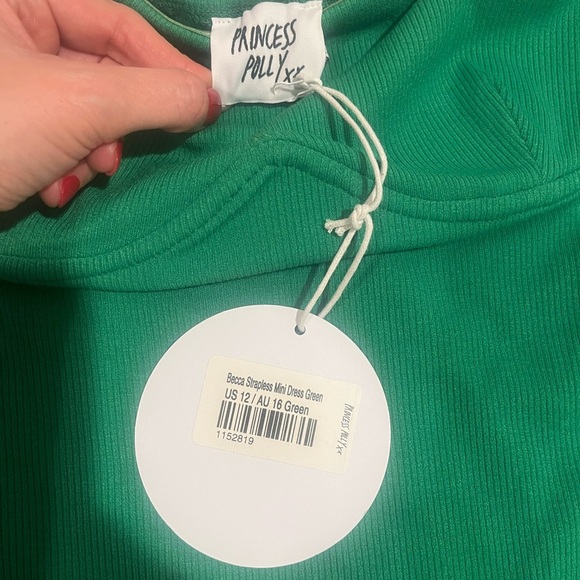 PRINCESS
POLLY xx
Becca Strapless Mini Dress Green
US 12 / AU 16 Green
1152819
PRINCESS POLLY xx